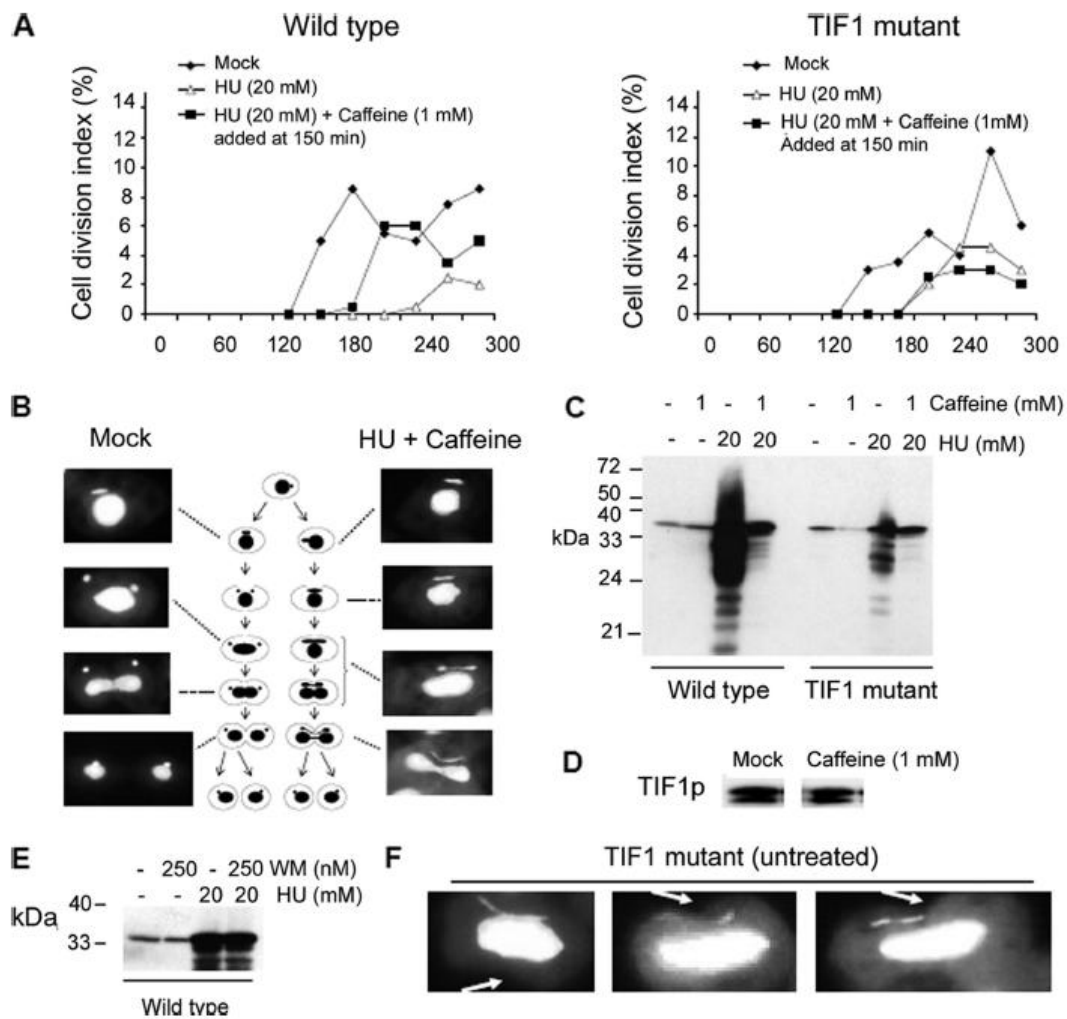 A
Wild type
Mock
HU (20 mM)
HU (20 mM) + Caffeine (1 mM)
added at 150 min)
Cell division index (%)
14
12
10
8
6
4
2
0
0 60 120 180 240 300
TIF1 mutant
Mock
HU (20 mM)
HU (20 mM + Caffeine (1mM)
Added at 150 min
Cell division index (%)
14
12
10
8
6
4
2
0
0 60 120 180 240 300
B
Mock
HU + Caffeine
C
- 1 - 1 - 1 - 1 Caffeine (mM)
- - 20 20 - - 20 20 HU (mM)
72
50
40
kDa
33
24
21
Wild type
TIF1 mutant
D
Mock Caffeine (1 mM)
TIF1p
E
- 250 - 250 WM (nM)
- - 20 20 HU (mM)
kDa
40
33
Wild type
F
TIF1 mutant (untreated)